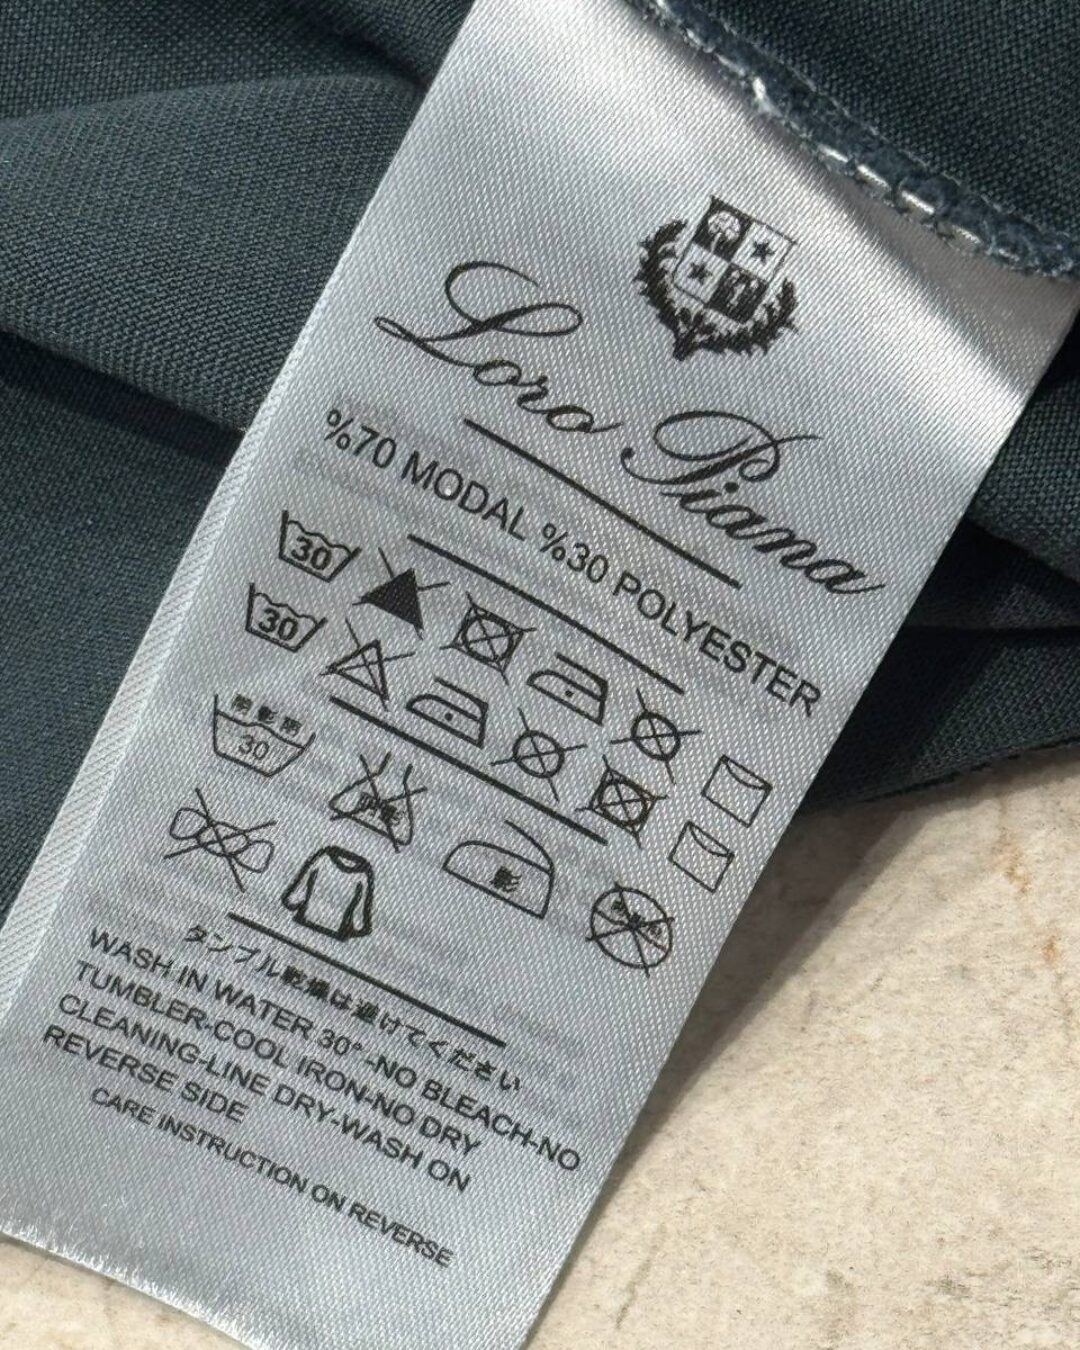 Loro Piana
%70 MODAL %30 POLYESTER
30
30
30
タンブル乾燥は避けてください
WASH IN WATER 30°-NO BLEACH-NO
TUMBLER-COOL IRON-NO DRY
CLEANING-LINE DRY-WASH ON
REVERSE SIDE
CARE INSTRUCTION ON REVERSE